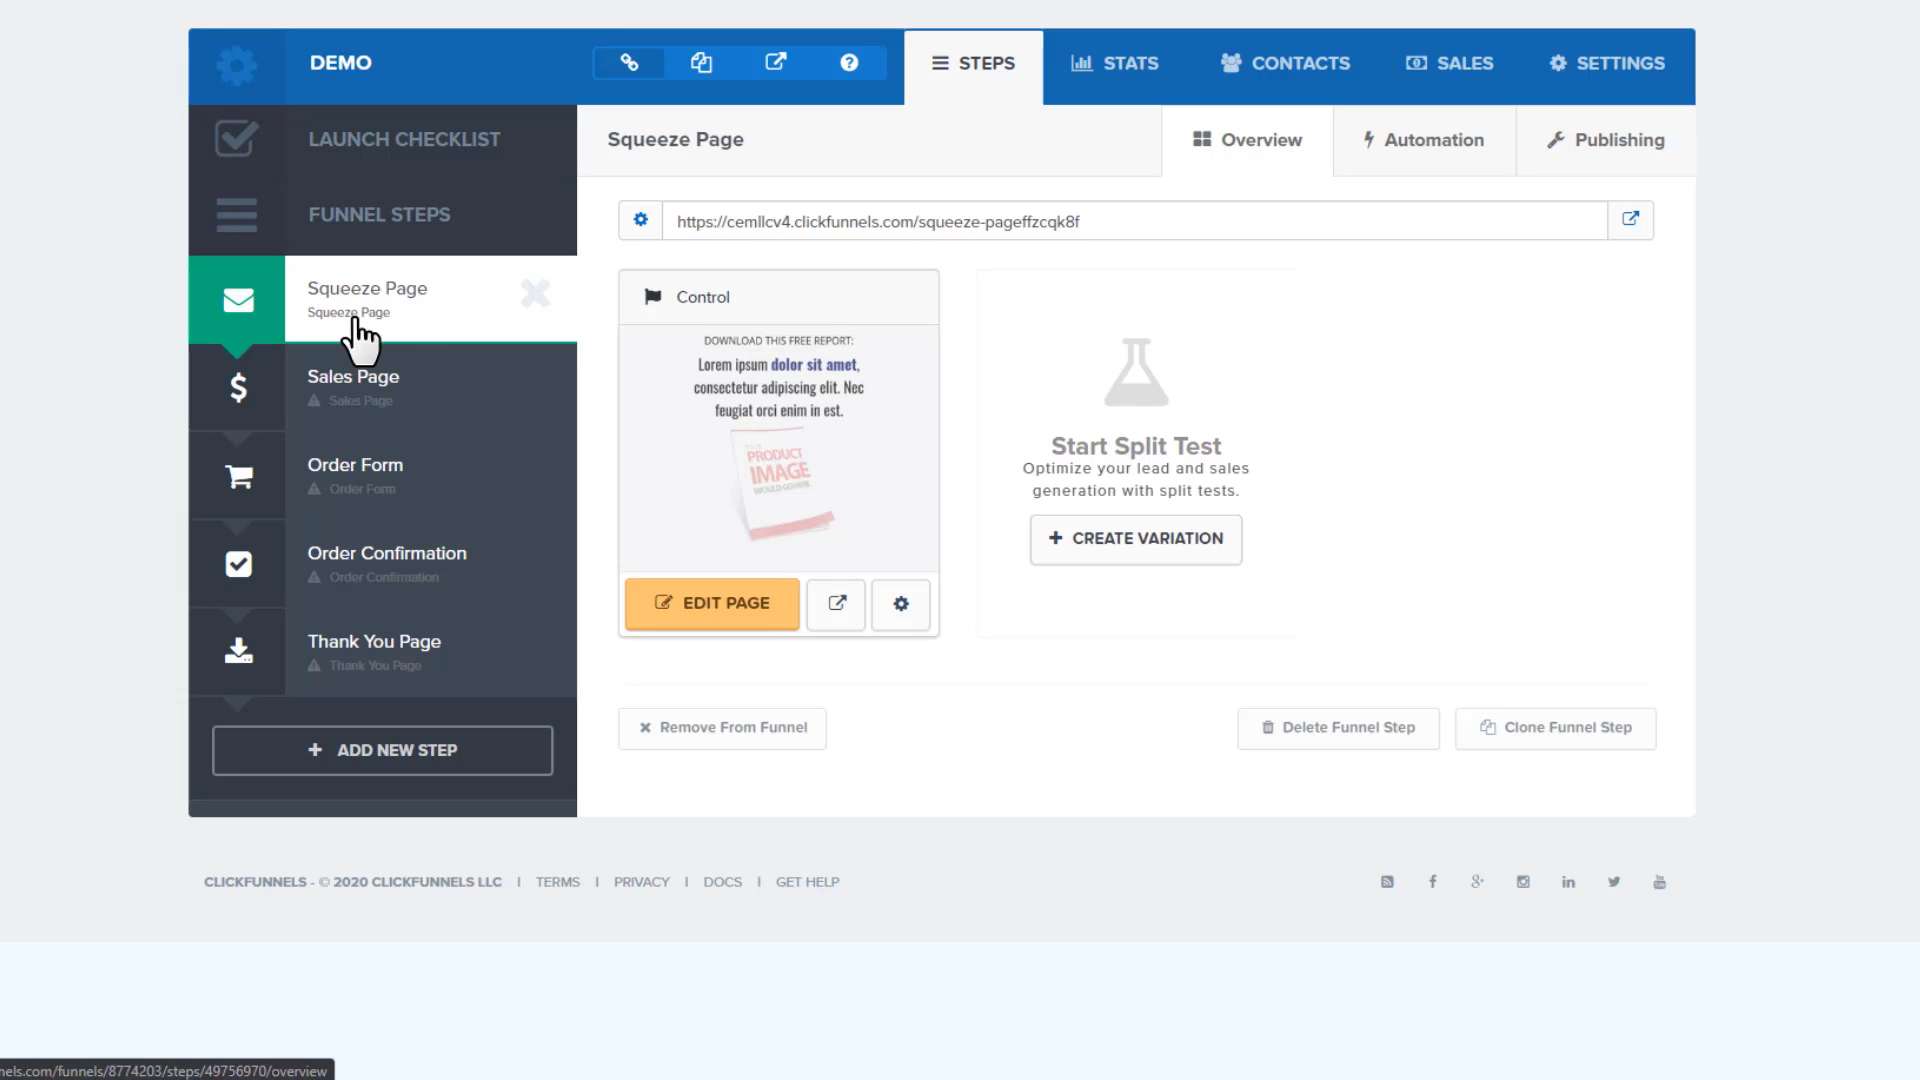 DEMO
STEPS
STATS
CONTACTS
SALES
SETTINGS
LAUNCH CHECKLIST
FUNNEL STEPS
Squeeze Page
Overview
Automation
Publishing
https://cemllcv4.clickfunnels.com/squeeze-pageffzcqk8f
Squeeze Page
Squeeze Page
Sales Page
Sales Page
Order Form
Order Form
Order Confirmation
Order Confirmation
Thank You Page
Thank You Page
+ ADD NEW STEP
Control
DOWNLOAD THIS FREE REPORT:
Lorem ipsum dolor sit amet,
consectetur adipiscing elit. Nec
feugiat orci enim in est.
PRODUCT
IMAGE
WOULD GO HERE
EDIT PAGE
Start Split Test
Optimize your lead and sales
generation with split tests.
+ CREATE VARIATION
Remove From Funnel
Delete Funnel Step
Clone Funnel Step
CLICKFUNNELS - © 2020 CLICKFUNNELS LLC | TERMS | PRIVACY | DOCS | GET HELP
nels.com/funnels/8774203/steps/49756970/overview